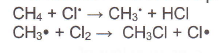 CH₄ + Cl• → CH₃• + HCl
CH₃• + Cl₂ → CH₃Cl + Cl•